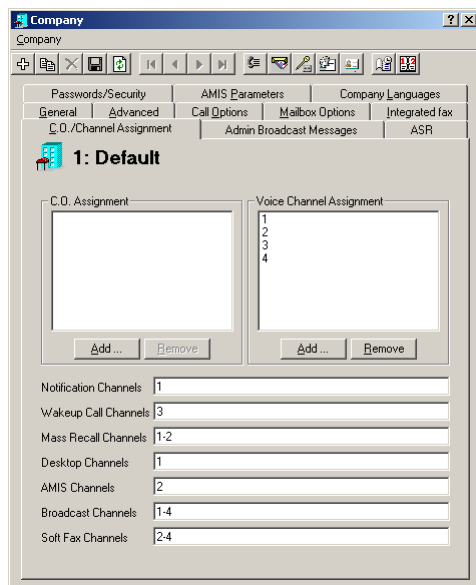 Company
Company
Passwords/Security AMIS Parameters Company Languages
General Advanced Call Options Mailbox Options Integrated fax
C.O./Channel Assignment Admin Broadcast Messages ASR
1: Default
C.O. Assignment Voice Channel Assignment
1
2
3
4
Add ... Remove Add ... Remove
Notification Channels 1
Wakeup Call Channels 3
Mass Recall Channels 1-2
Desktop Channels 1
AMIS Channels 2
Broadcast Channels 1-4
Soft Fax Channels 2-4